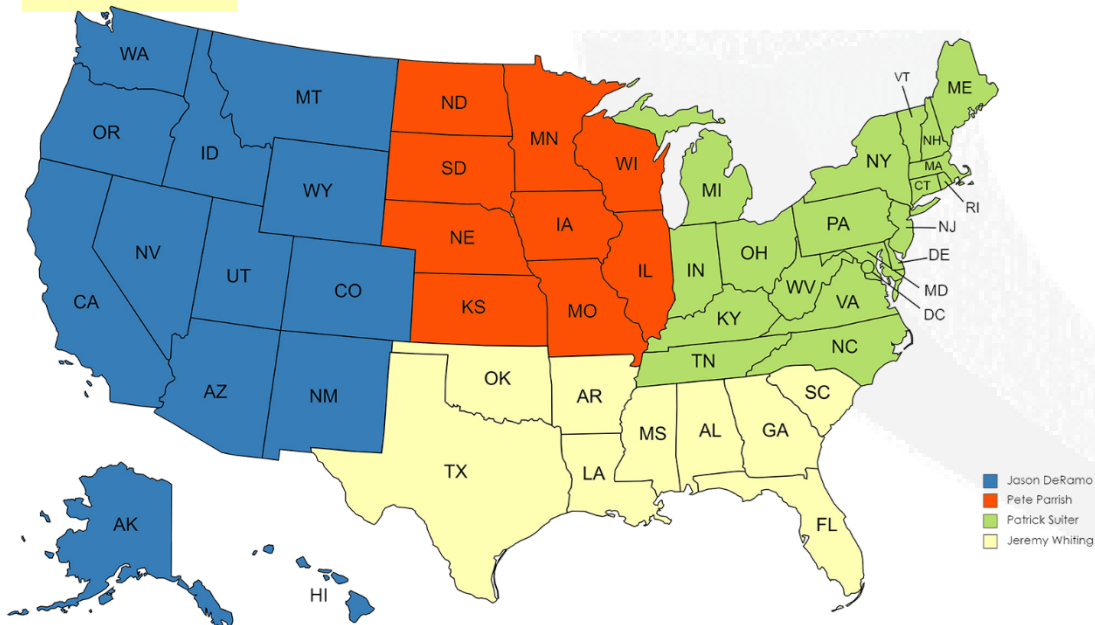 WA
MT
ND
MN
VT
ME
OR
ID
WY
SD
WI
MI
NY
NH
MA
CT
RI
NV
UT
CO
NE
IA
IL
IN
OH
PA
NJ
DE
CA
KS
MO
WV
VA
MD
DC
KY
NC
TN
AZ
NM
OK
AR
SC
TX
LA
MS
AL
GA
FL
AK
HI
Jason DeRamo
Pete Parrish
Patrick Suiter
Jeremy Whiting